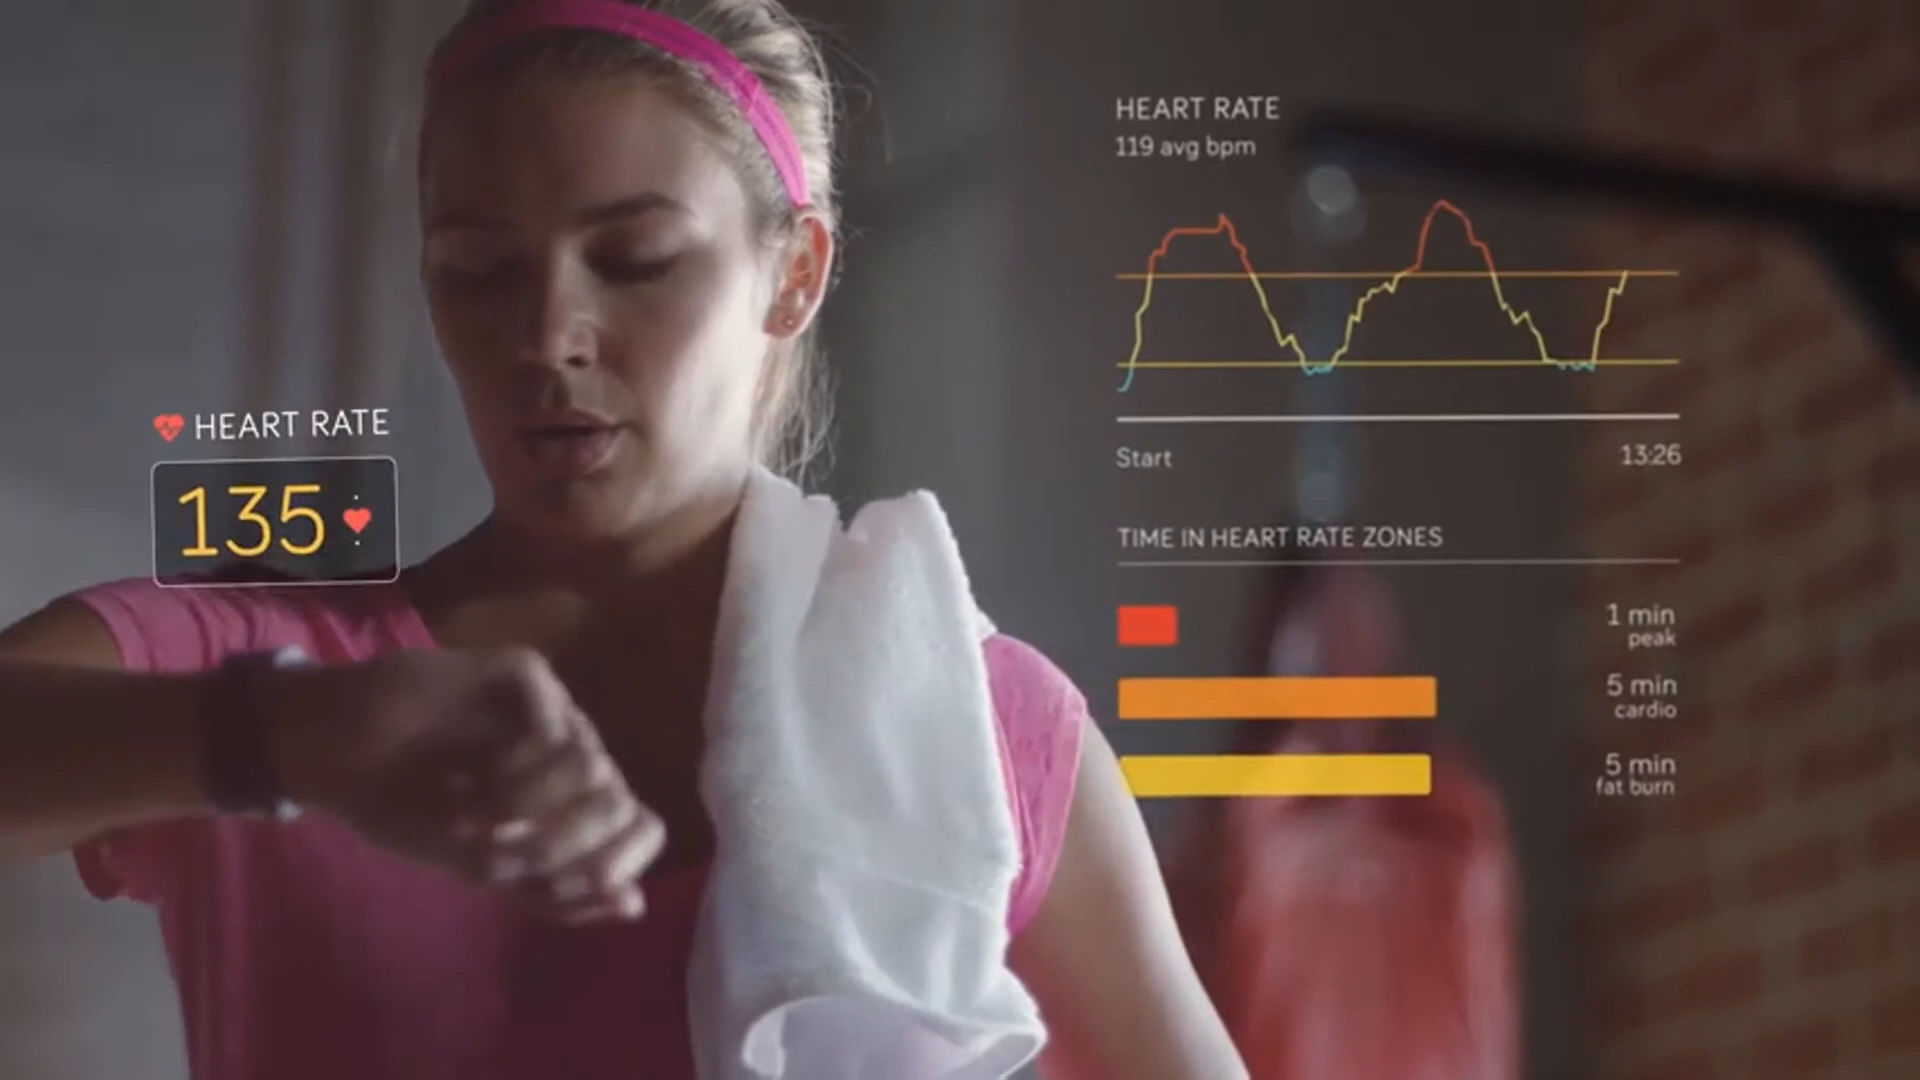 HEART RATE
135
HEART RATE
119 avg bpm
Start
13:26
TIME IN HEART RATE ZONES
1 min
peak
5 min
cardio
5 min
fat burn